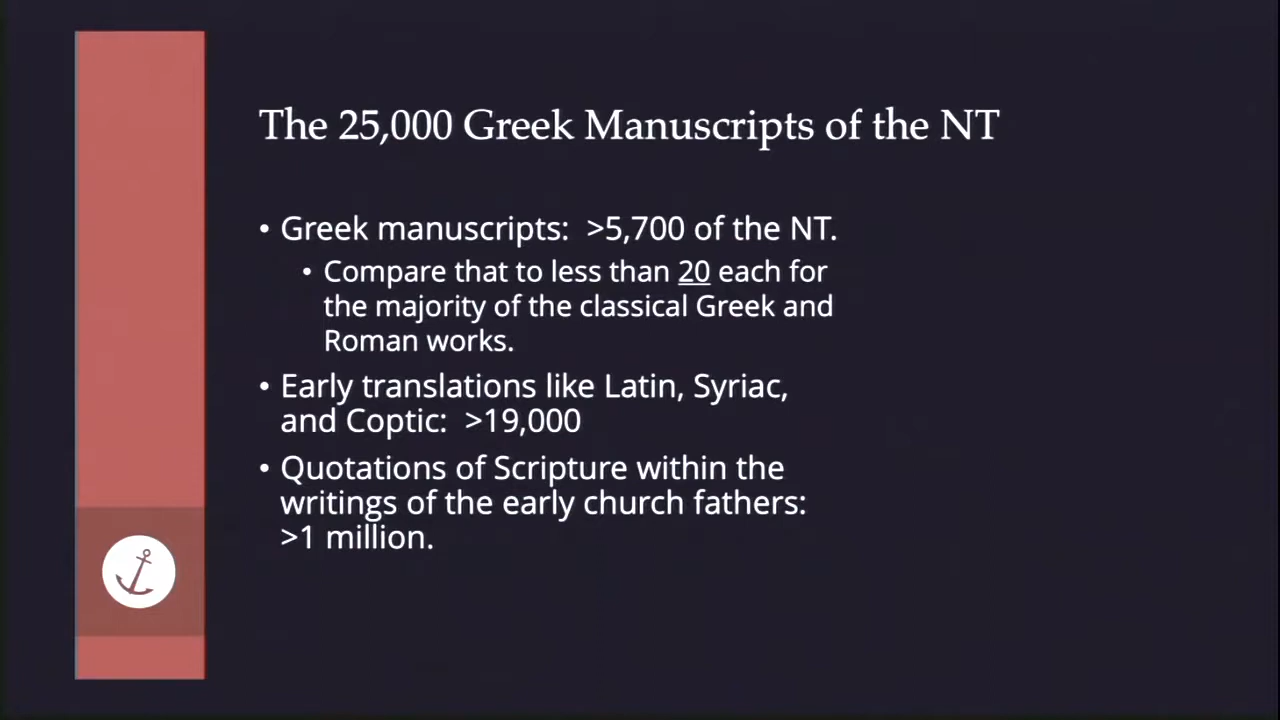 The 25,000 Greek Manuscripts of the NT
• Greek manuscripts:  >5,700 of the NT.
• Compare that to less than 20 each for
the majority of the classical Greek and
Roman works.
• Early translations like Latin, Syriac,
and Coptic:  >19,000
• Quotations of Scripture within the
writings of the early church fathers:
>1 million.